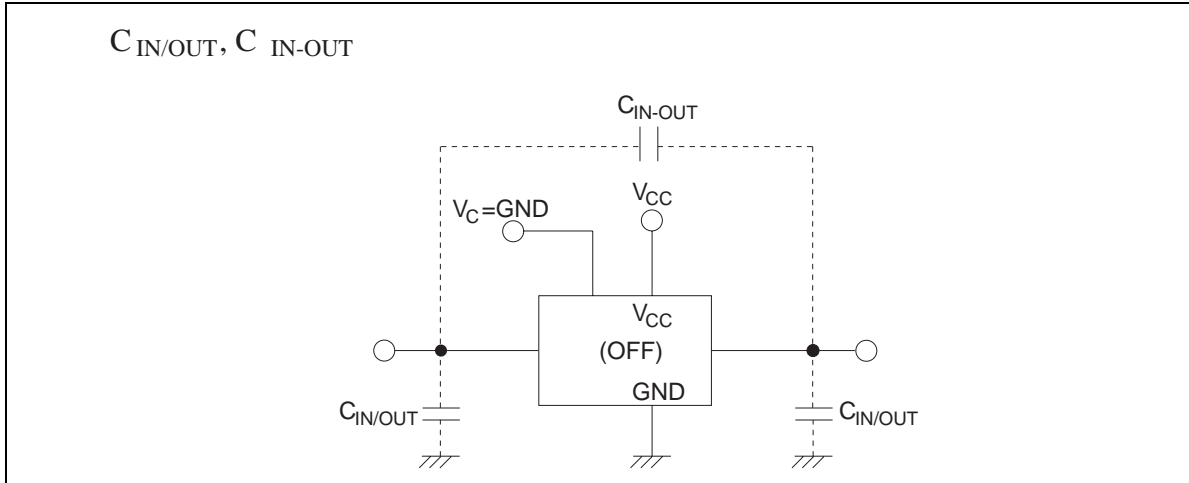 C IN/OUT, C IN-OUT
CIN-OUT
VCC
VC=GND
VCC
(OFF)
GND
CIN/OUT
CIN/OUT